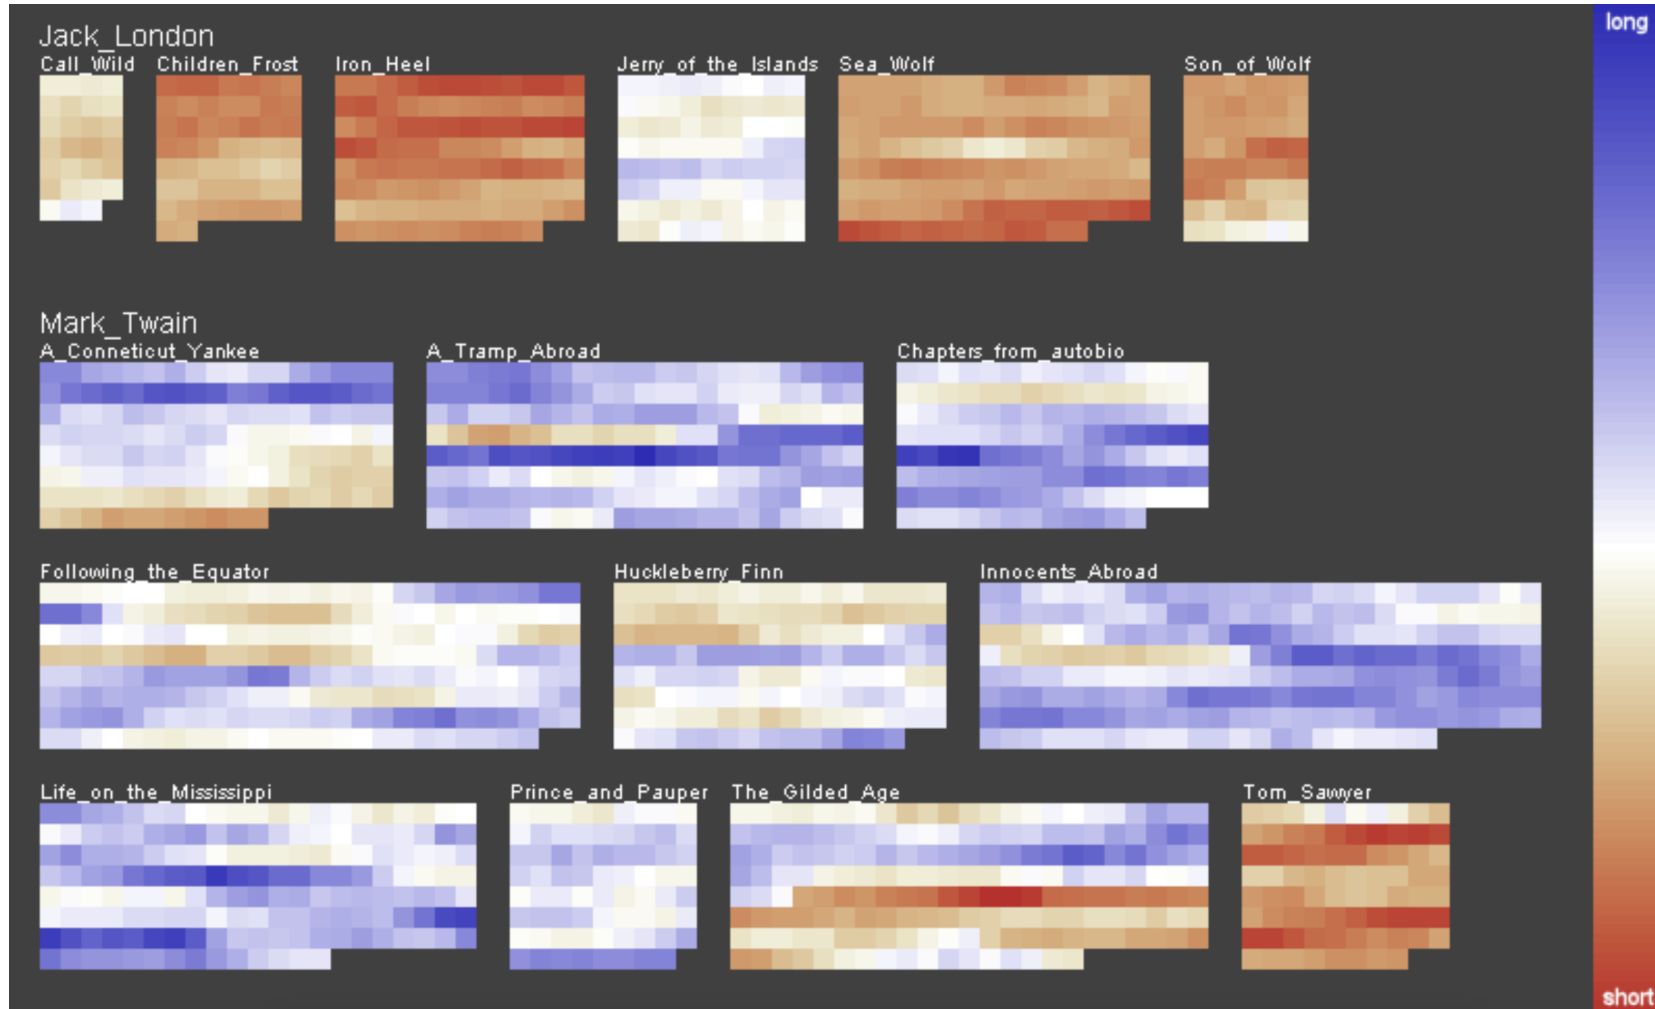 Jack_London
Call_Wild Children_Frost Iron_Heel Jerry_of_the_Islands Sea_Wolf Son_of_Wolf
Mark_Twain
A_Conneticut_Yankee A_Tramp_Abroad Chapters_from_autobio
Following_the_Equator Huckleberry_Finn Innocents_Abroad
Life_on_the_Mississippi Prince_and_Pauper The_Gilded_Age Tom_Sawyer
long
short